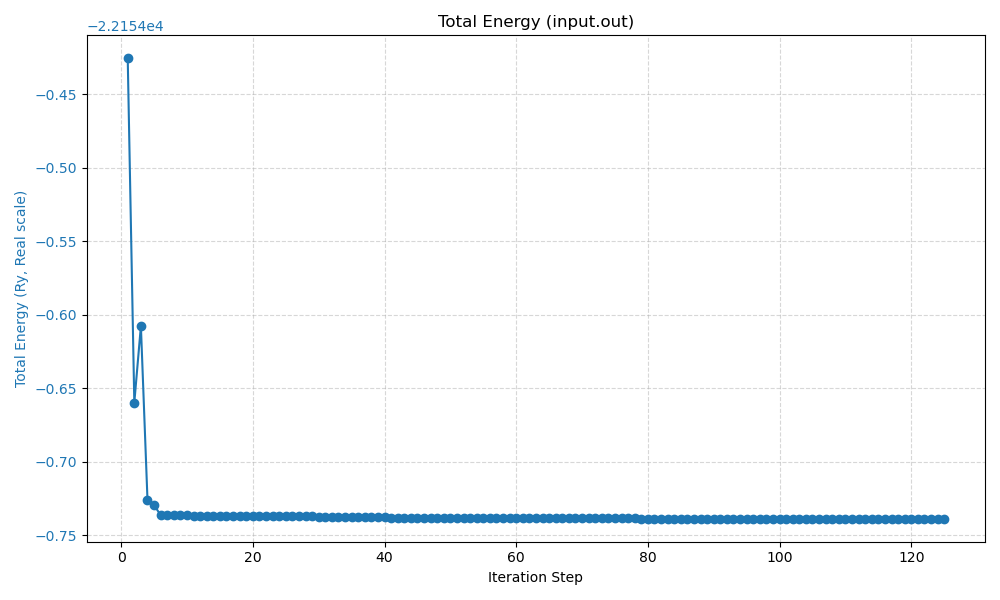 Total Energy (input.out)
−2.2154e4
Total Energy (Ry, Real scale)
−0.45
−0.50
−0.55
−0.60
−0.65
−0.70
−0.75
0 20 40 60 80 100 120
Iteration Step